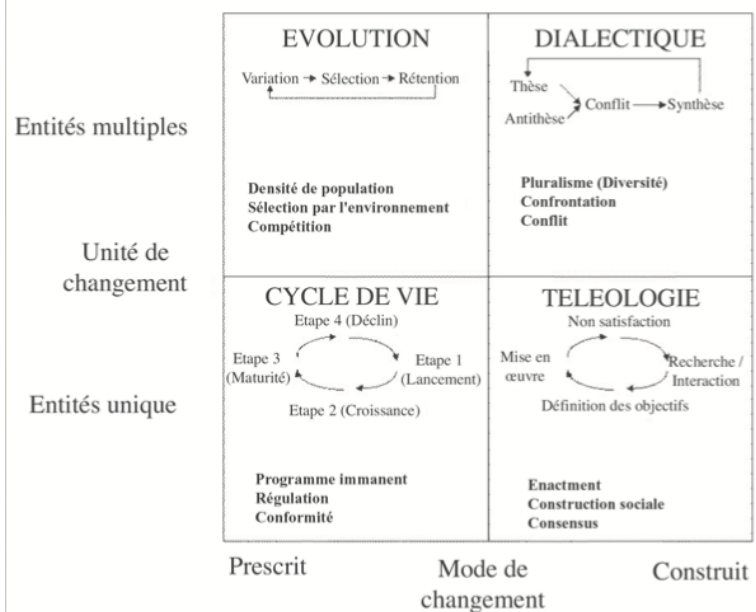 EVOLUTION
Variation Sélection Rétention
Densité de population
Sélection par l'environnement
Compétition
DIALECTIQUE
Thèse
Antithèse
Conflit
Synthèse
Pluralisme (Diversité)
Confrontation
Conflit
Entités multiples
Unité de
changement
Entités unique
CYCLE DE VIE
Etape 4 (Déclin)
Etape 3
(Maturité)
Etape 1
(Lancement)
Etape 2 (Croissance)
Programme immanent
Régulation
Conformité
TELEOLOGIE
Non satisfaction
Mise en
œuvre
Recherche /
Interaction
Définition des objectifs
Enactment
Construction sociale
Consensus
Prescrit
Mode de
changement
Construit